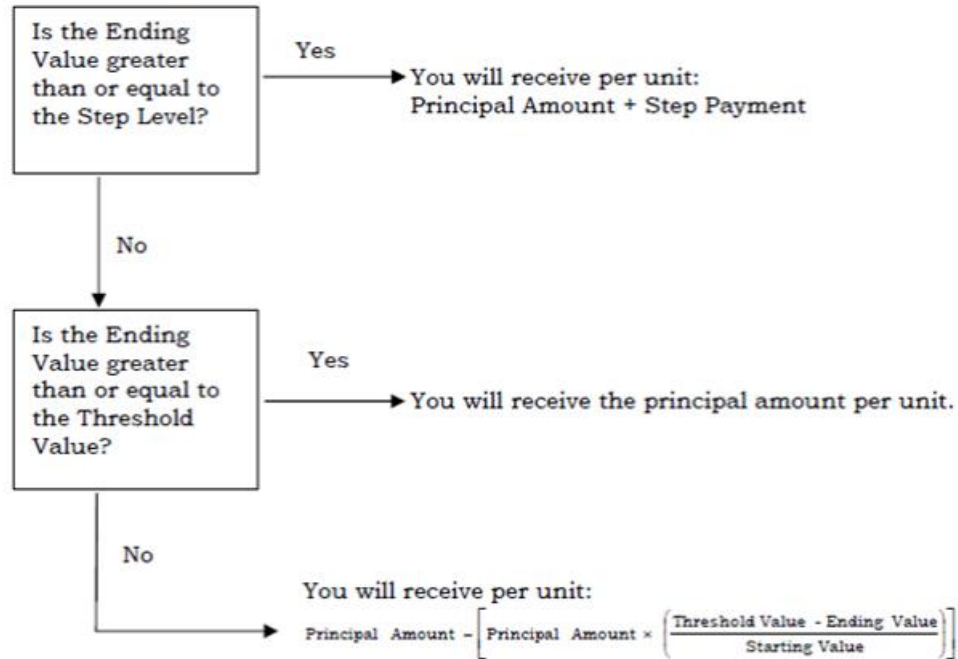 Is the Ending
Value greater
than or equal to
the Step Level?
Yes
You will receive per unit:
Principal Amount + Step Payment
No
Is the Ending
Value greater
than or equal to
the Threshold
Value?
Yes
You will receive the principal amount per unit.
No
You will receive per unit:
Principal Amount - [Principal Amount × (Threshold Value - Ending Value / Starting Value)]